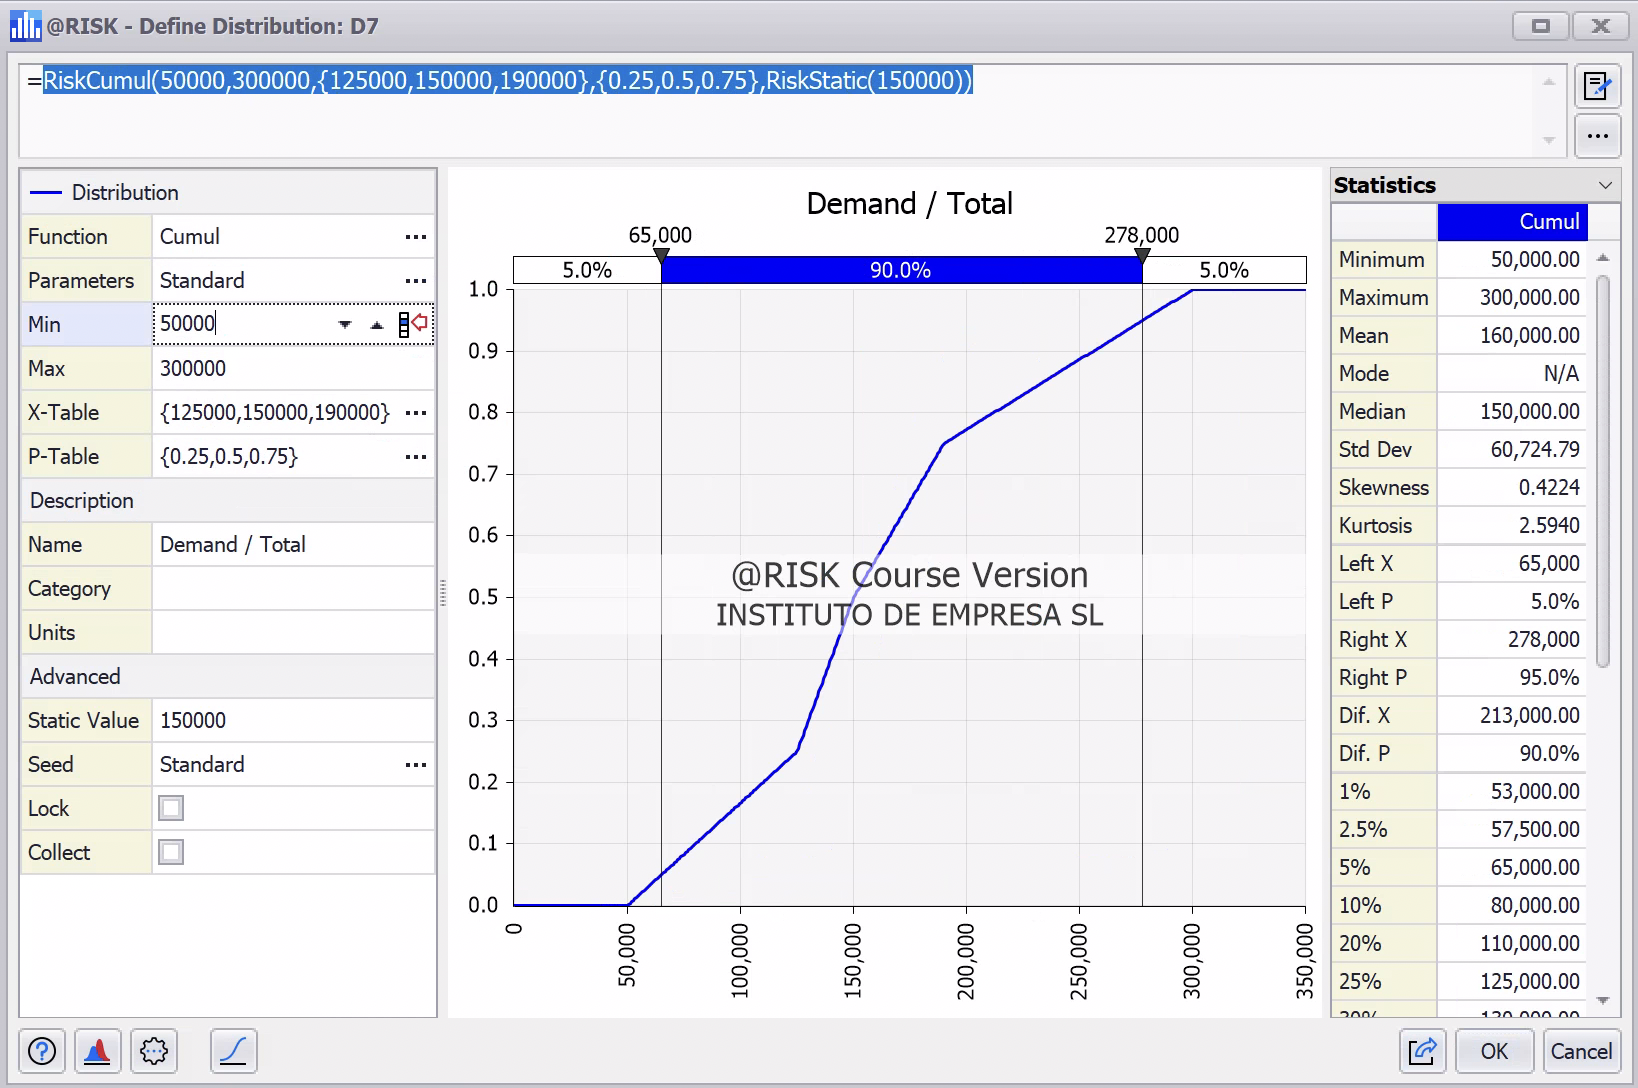 @RISK - Define Distribution: D7
=RiskCumul(50000,300000,{125000,150000,190000},{0.25,0.5,0.75},RiskStatic(150000))
Distribution
Function Cumul
Parameters Standard
Min 50000
Max 300000
X-Table {125000,150000,190000}
P-Table {0.25,0.5,0.75}
Description
Name Demand / Total
Category
Units
Advanced
Static Value 150000
Seed Standard
Lock
Collect
Demand / Total
65,000 278,000
5.0% 90.0% 5.0%
1.0
0.9
0.8
0.7
0.6
0.5
0.4
0.3
0.2
0.1
0.0
@RISK Course Version
INSTITUTO DE EMPRESA SL
0
50,000
100,000
150,000
200,000
250,000
300,000
350,000
Statistics
Cumul
Minimum 50,000.00
Maximum 300,000.00
Mean 160,000.00
Mode N/A
Median 150,000.00
Std Dev 60,724.79
Skewness 0.4224
Kurtosis 2.5940
Left X 65,000
Left P 5.0%
Right X 278,000
Right P 95.0%
Dif. X 213,000.00
Dif. P 90.0%
1% 53,000.00
2.5% 57,500.00
5% 65,000.00
10% 80,000.00
20% 110,000.00
25% 125,000.00
OK
Cancel